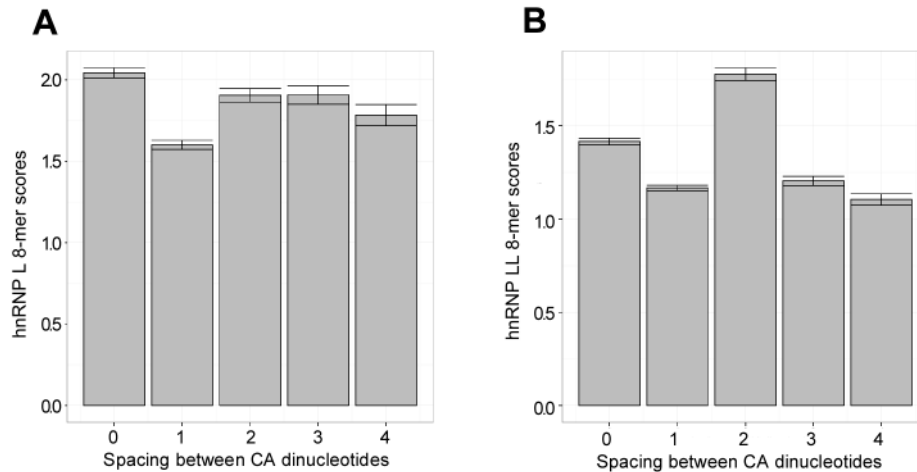 A
hnRNP L 8-mer scores
2.0
1.5
1.0
0.5
0.0
0 1 2 3 4
Spacing between CA dinucleotides
B
hnRNP LL 8-mer scores
1.5
1.0
0.5
0.0
0 1 2 3 4
Spacing between CA dinucleotides